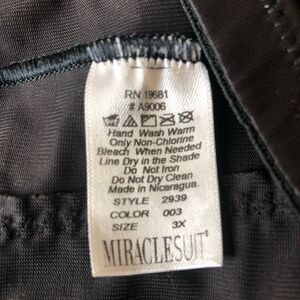 RN 19681
# A9006
Hand Wash Warm
Only Non-Chlorine
Bleach When Needed
Line Dry in the Shade
Do Not Iron
Do Not Dry Clean
Made in Nicaragua.
STYLE 2939
COLOR 003
SIZE 3X
MIRACLESUIT®